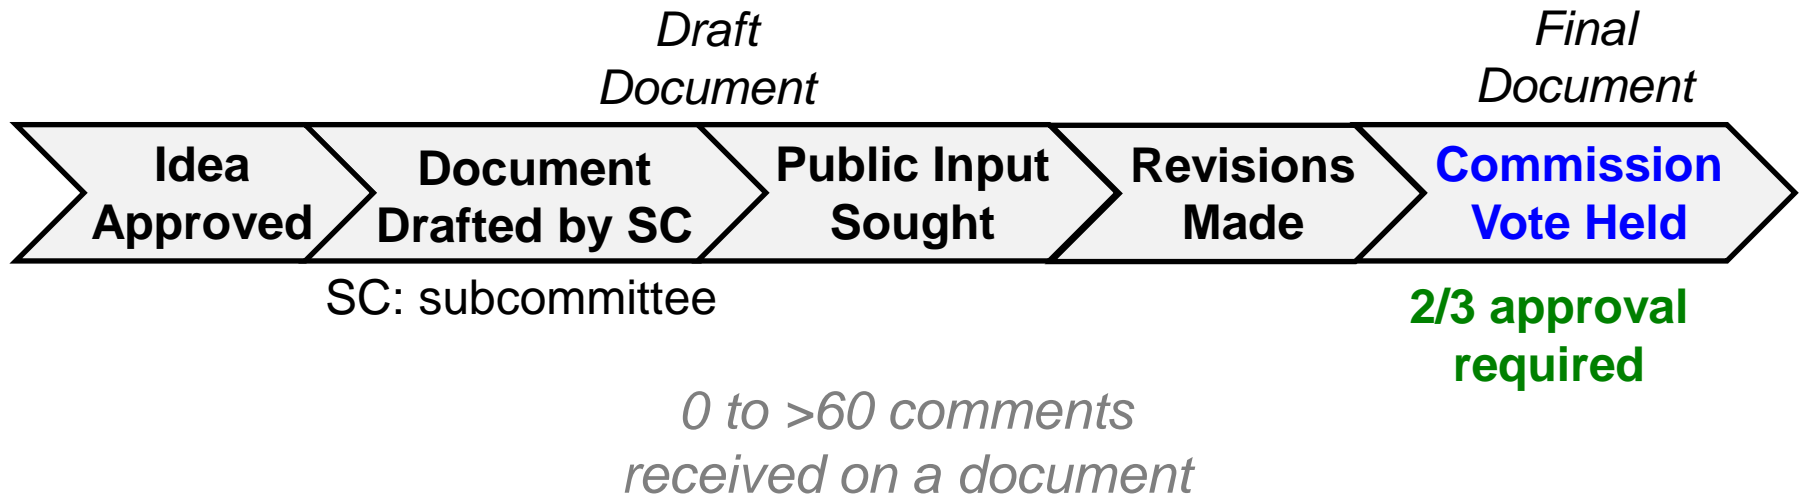 Draft
Document
Final
Document
Idea
Approved
Document
Drafted by SC
Public Input
Sought
Revisions
Made
Commission
Vote Held
SC: subcommittee
2/3 approval
required
0 to >60 comments
received on a document